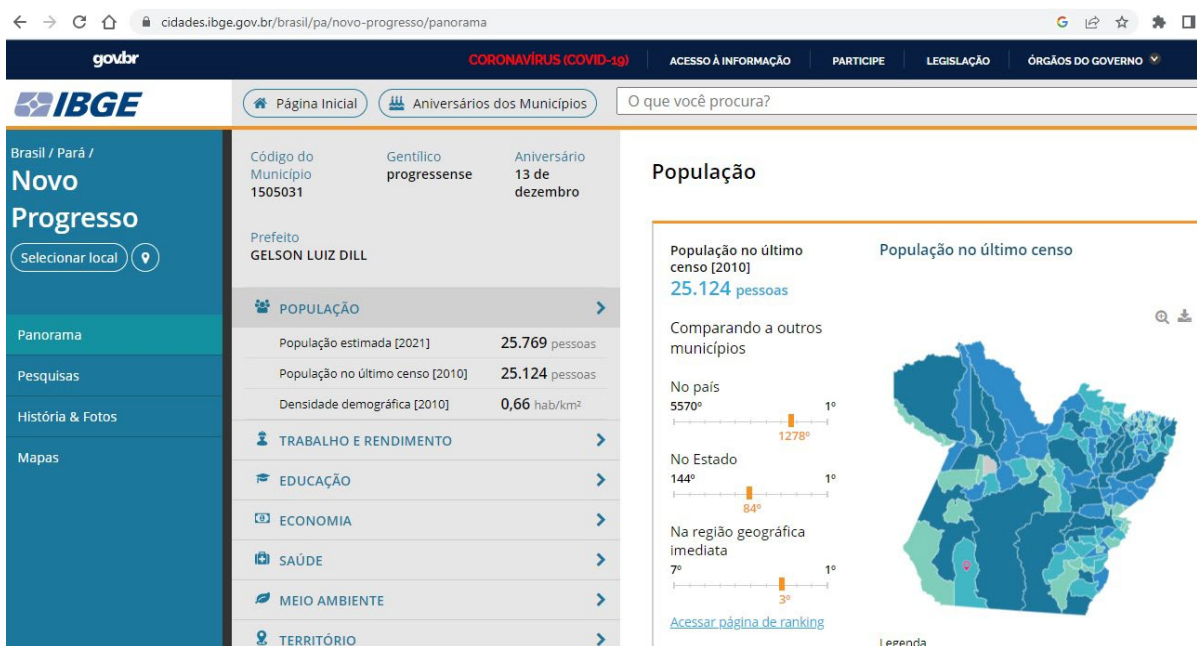 cidades.ibge.gov.br/brasil/pa/novo-progresso/panorama
G
gov.br
CORONAVÍRUS (COVID-19)
ACESSO À INFORMAÇÃO
PARTICIPE
LEGISLAÇÃO
ÓRGÃOS DO GOVERNO
IBGE
Página Inicial
Aniversários dos Municípios
O que você procura?
Brasil / Pará /
Novo
Progresso
Selecionar local
Panorama
Pesquisas
História & Fotos
Mapas
Código do
Município
1505031
Gentílico
progressense
Aniversário
13 de
dezembro
Prefeito
GELSON LUIZ DILL
POPULAÇÃO
População estimada [2021] 25.769 pessoas
População no último censo [2010] 25.124 pessoas
Densidade demográfica [2010] 0,66 hab/km²
TRABALHO E RENDIMENTO
EDUCAÇÃO
ECONOMIA
SAÚDE
MEIO AMBIENTE
TERRITÓRIO
População
População no último
censo [2010]
25.124 pessoas
Comparando a outros
municípios
No país
5570º 1º
1278º
No Estado
144º 1º
84º
Na região geográfica
imediata
7º 1º
3º
Acessar página de ranking
População no último censo
Legenda